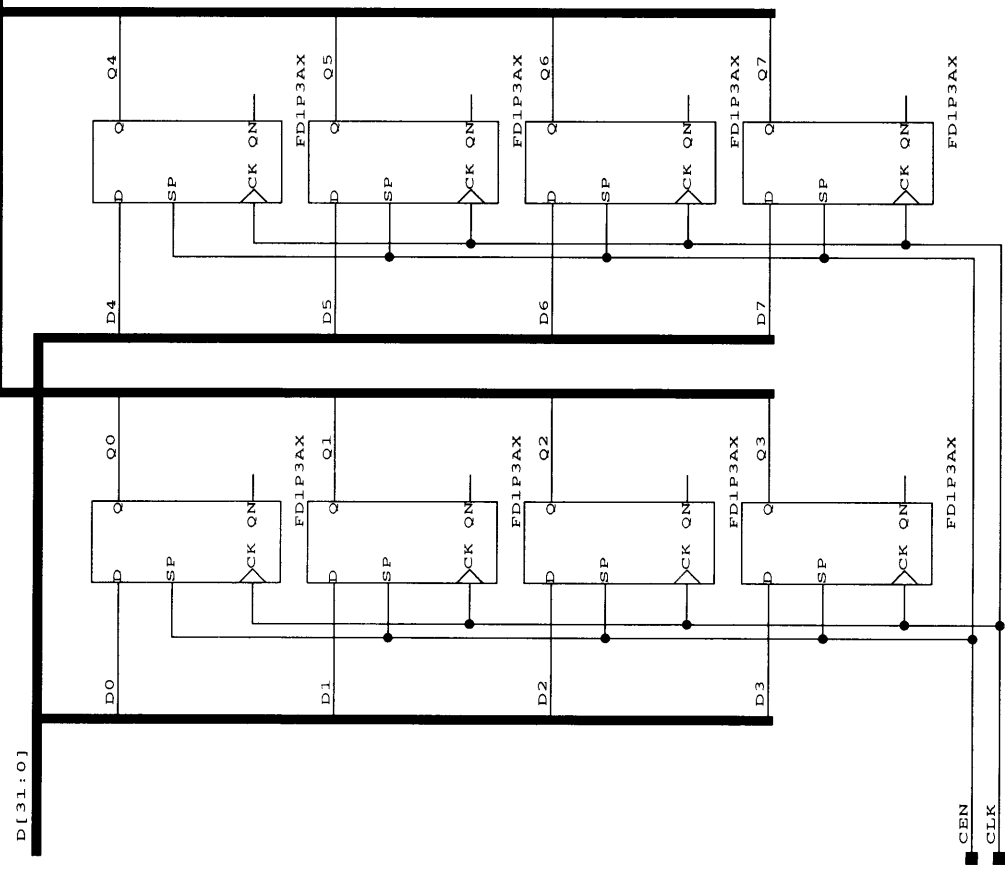 Q4
Q5
Q6
Q7
FD1P3AX
FD1P3AX
FD1P3AX
FD1P3AX
Q
QN
Q
QN
Q
QN
Q
QN
D
SP
CK
D
SP
CK
D
SP
CK
D
SP
CK
D4
D5
D6
D7
Q0
Q1
Q2
Q3
FD1P3AX
FD1P3AX
FD1P3AX
FD1P3AX
Q
QN
Q
QN
Q
QN
Q
QN
D
SP
CK
D
SP
CK
D
SP
CK
D
SP
CK
D0
D1
D2
D3
D[31:0]
CEN
CLK